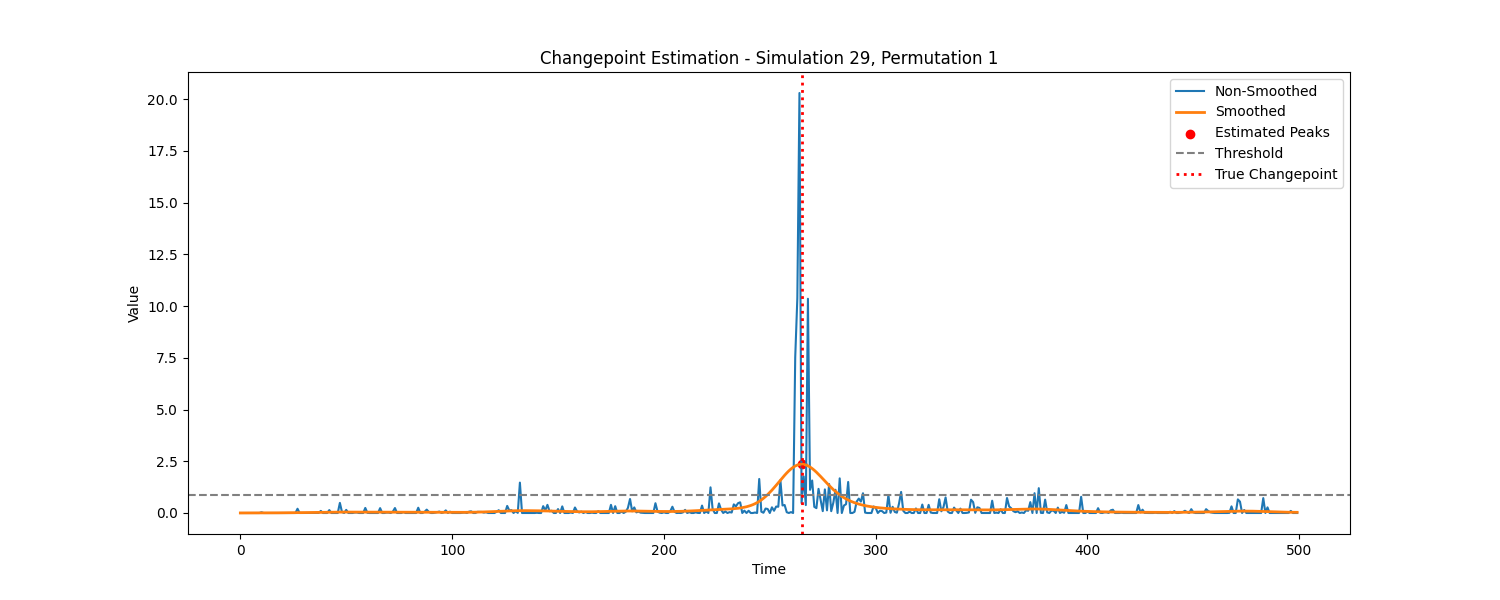 Changepoint Estimation - Simulation 29, Permutation 1
20.0
17.5
15.0
12.5
10.0
7.5
5.0
2.5
0.0
Value
Non-Smoothed
Smoothed
Estimated Peaks
Threshold
True Changepoint
0
100
200
300
400
500
Time